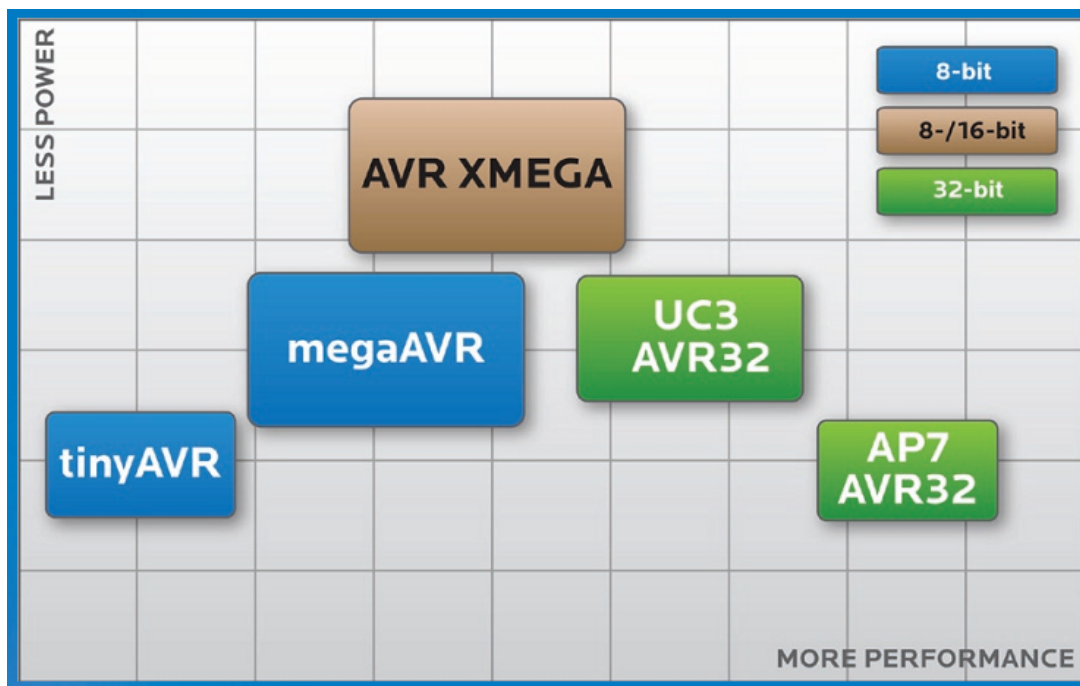 LESS POWER
8-bit
8-/16-bit
32-bit
AVR XMEGA
megaAVR
UC3
AVR32
tinyAVR
AP7
AVR32
MORE PERFORMANCE